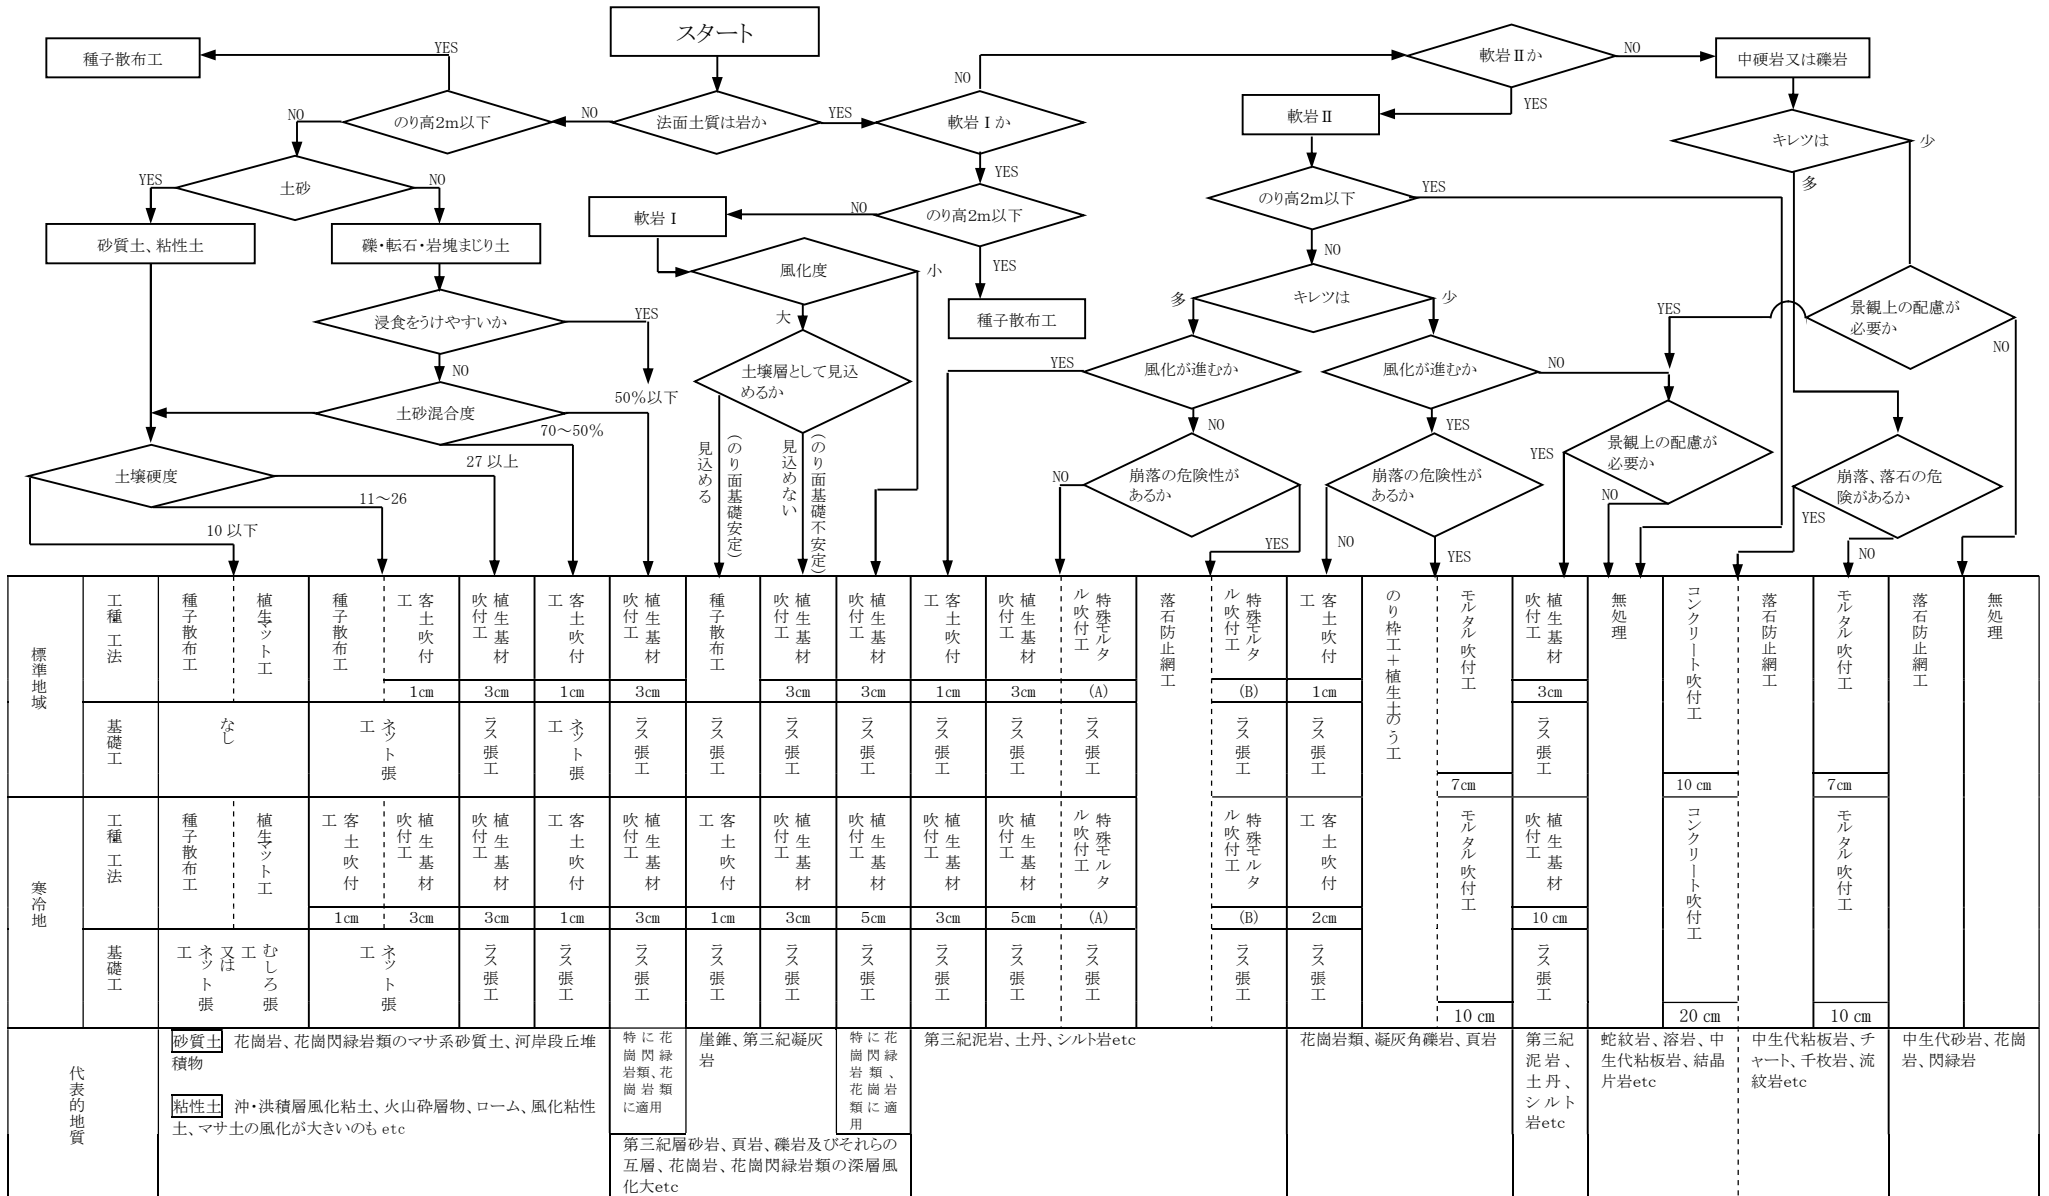 スタート
種子散布工
YES
のり高2m以下
NO
法面土質は岩か
NO
YES
軟岩Ⅰか
NO
YES
軟岩Ⅱか
NO
YES
中硬岩又は礫岩
キレツは
少
多
軟岩Ⅱ
のり高2m以下
YES
NO
土砂
YES
NO
砂質土、粘性土
礫・転石・岩塊まじり土
軟岩Ⅰ
NO
のり高2m以下
YES
種子散布工
風化度
小
大
キレツは
多
少
景観上の配慮が
必要か
YES
NO
浸食をうけやすいか
YES
NO
50%以下
土壌層として見込
めるか
土砂混合度
70～50%
風化が進むか
YES
NO
風化が進むか
NO
YES
景観上の配慮が
必要か
YES
NO
土壌硬度
27 以上
11～26
10 以下
見込める
(のり面基礎安定)
見込めない
(のり面基礎不安定)
崩落の危険性が
あるか
NO
YES
崩落の危険性が
あるか
NO
YES
崩落、落石の危
険があるか
YES
NO
標準地域
工種 工法
種子散布工
植生マット工
種子散布工
客土吹付工
1cm
植生基材吹付工
3cm
客土吹付工
1cm
植生基材吹付工
3cm
種子散布工
植生基材吹付工
3cm
植生基材吹付工
3cm
客土吹付工
1cm
植生基材吹付工
3cm
特殊モルタル吹付工
(A)
落石防止網工
特殊モルタル吹付工
(B)
客土吹付工
1cm
のり枠工＋植生土のう工
モルタル吹付工
7cm
植生基材吹付工
3cm
無処理
コンクリート吹付工
10 cm
落石防止網工
モルタル吹付工
7cm
落石防止網工
無処理
基礎工
なし
ネット張工
ラス張工
ネット張工
ラス張工
ラス張工
ラス張工
ラス張工
ラス張工
ラス張工
ラス張工
ラス張工
ラス張工
ラス張工
寒冷地
工種 工法
種子散布工
植生マット工
客土吹付工
1cm
植生基材吹付工
3cm
植生基材吹付工
3cm
客土吹付工
1cm
植生基材吹付工
3cm
客土吹付工
1cm
植生基材吹付工
3cm
植生基材吹付工
5cm
客土吹付工
3cm
植生基材吹付工
5cm
特殊モルタル吹付工
(A)
特殊モルタル吹付工
(B)
客土吹付工
2cm
モルタル吹付工
10 cm
植生基材吹付工
10 cm
コンクリート吹付工
20 cm
モルタル吹付工
10 cm
基礎工
むしろ張工
又は
ネット張工
ネット張工
ラス張工
ラス張工
ラス張工
ラス張工
ラス張工
ラス張工
ラス張工
ラス張工
ラス張工
ラス張工
ラス張工
ラス張工
代表的地質
砂質土 花崗岩、花崗閃緑岩類のマサ系砂質土、河岸段丘堆
積物
粘性土 沖・洪積層風化粘土、火山砕層物、ローム、風化粘性
土、マサ土の風化が大きいのも etc
特に花
崗閃緑
岩類、花
崗岩類
に適用
崖錐、第三紀凝灰
岩
特に花
崗閃緑
岩類、
花崗岩
類に適
用
第三紀層砂岩、頁岩、礫岩及びそれらの
互層、花崗岩、花崗閃緑岩類の深層風
化大etc
第三紀泥岩、土丹、シルト岩etc
花崗岩類、凝灰角礫岩、頁岩
第三紀
泥岩、
土丹、
シルト
岩etc
蛇紋岩、溶岩、中
生代粘板岩、結晶
片岩etc
中生代粘板岩、チ
ャート、千枚岩、流
紋岩etc
中生代砂岩、花崗
岩、閃緑岩